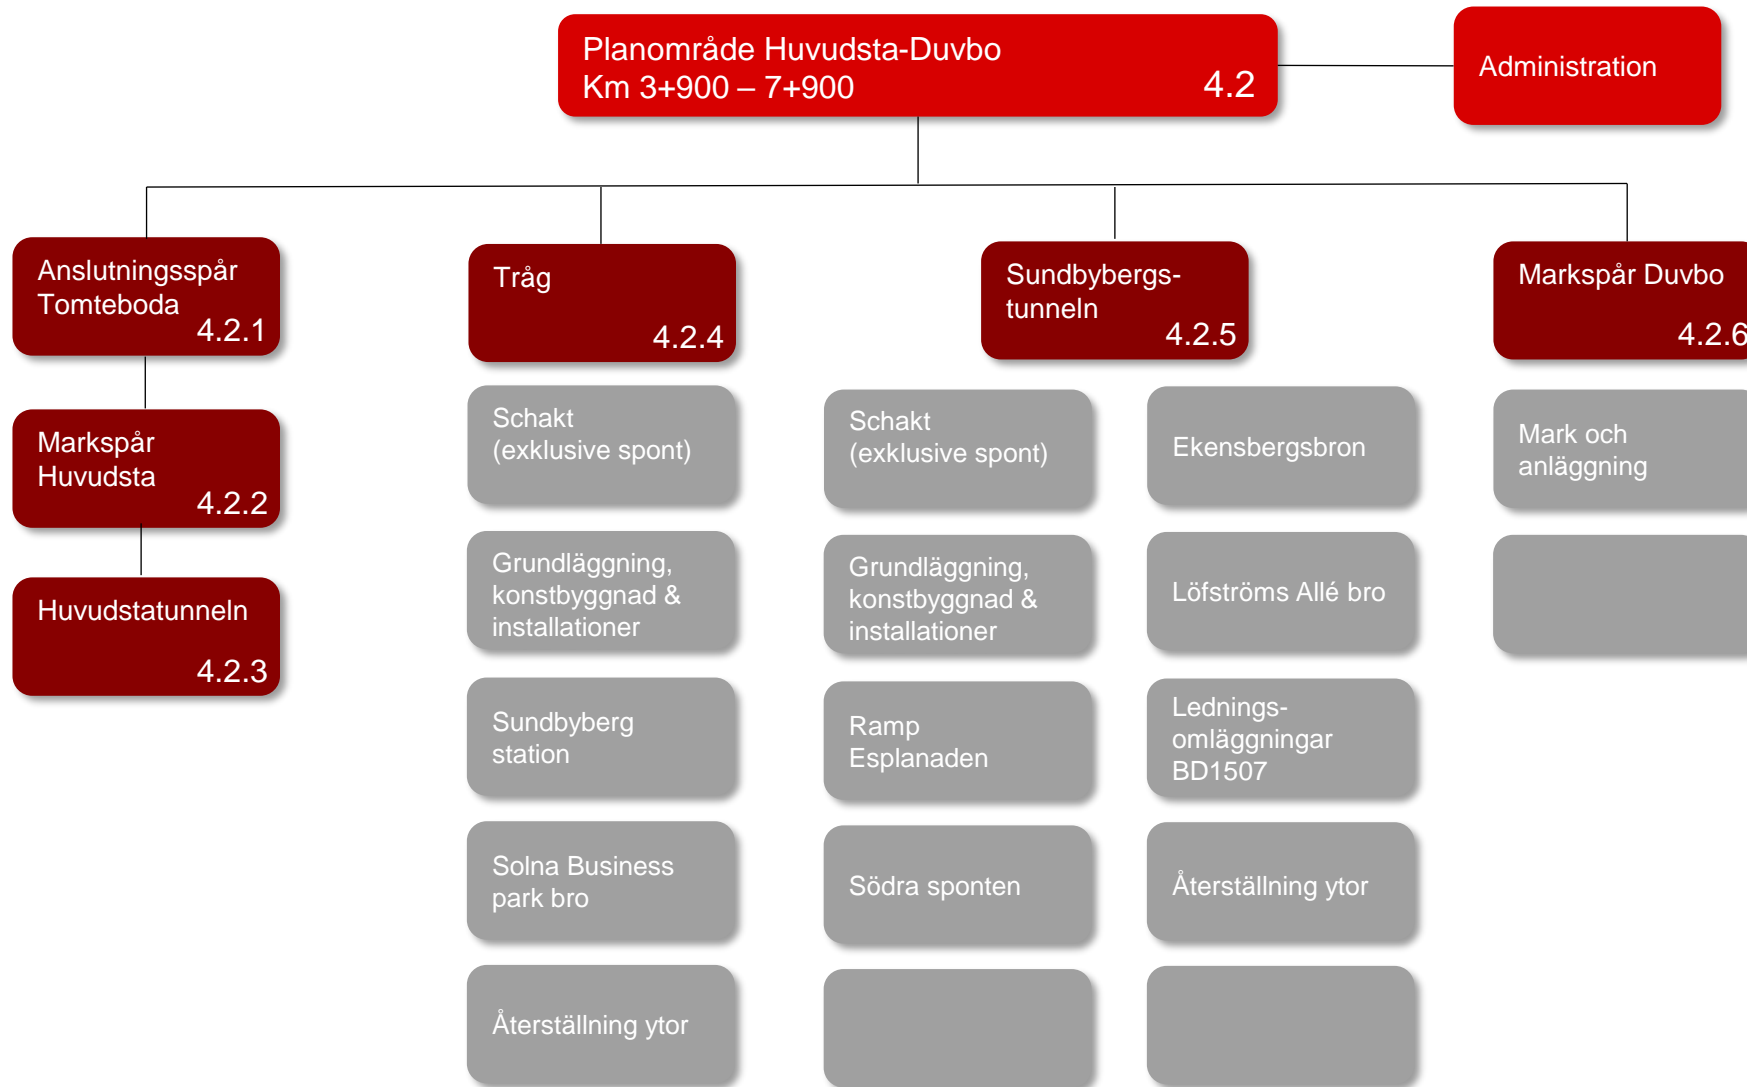 Planområde Huvudsta-Duvbo
Km 3+900 – 7+900
4.2
Administration
Anslutningsspår
Tomteboda
4.2.1
Markspår
Huvudsta
4.2.2
Huvudstatunneln
4.2.3
Tråg
4.2.4
Schakt
(exklusive spont)
Grundläggning,
konstbyggnad &
installationer
Sundbyberg
station
Solna Business
park bro
Återställning ytor
Sundbybergs-
tunneln
4.2.5
Schakt
(exklusive spont)
Grundläggning,
konstbyggnad &
installationer
Ramp
Esplanaden
Södra sponten
Ekensbergsbron
Löfströms Allé bro
Lednings-
omläggningar
BD1507
Återställning ytor
Markspår Duvbo
4.2.6
Mark och
anläggning